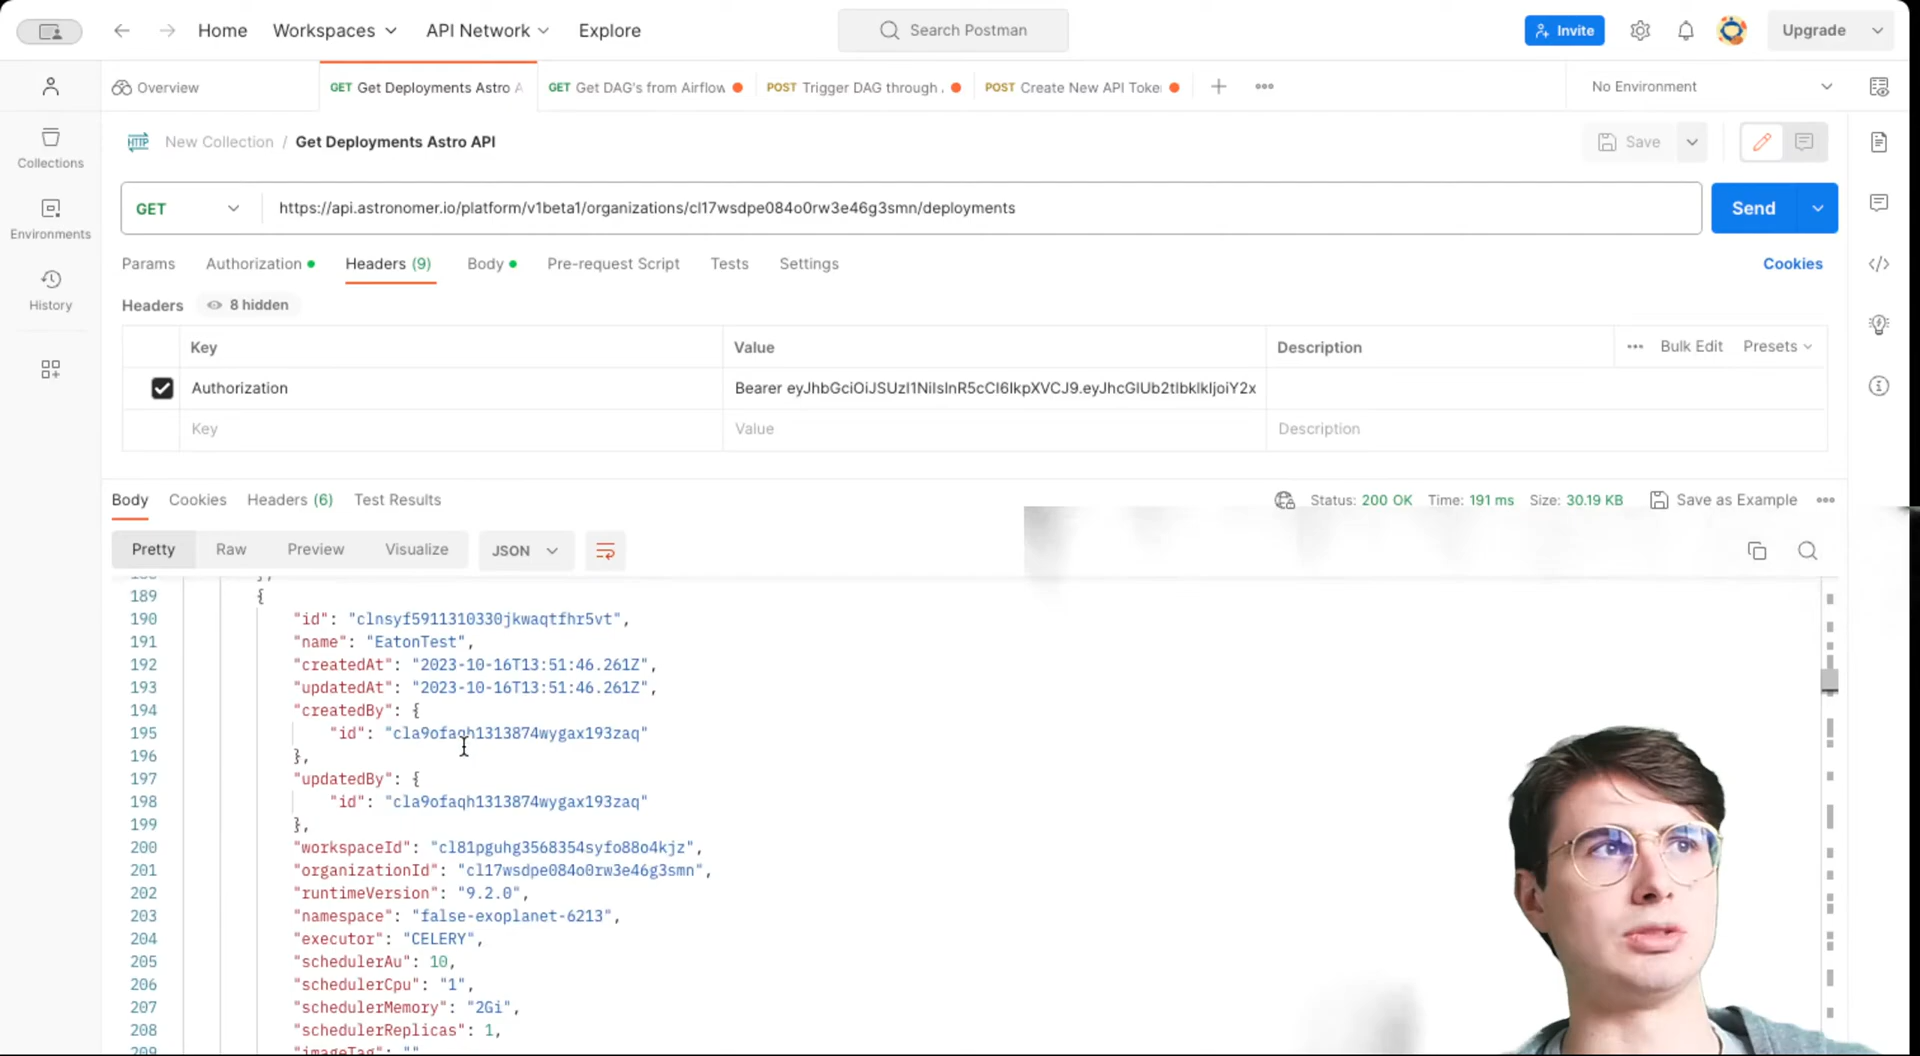 Home Workspaces API Network Explore Search Postman Invite Upgrade
Overview GET Get Deployments Astro A GET Get DAG's from Airflow POST Trigger DAG through . POST Create New API Toke No Environment
HTTP New Collection / Get Deployments Astro API Save
Collections
Environments
History
GET https://api.astronomer.io/platform/v1beta1/organizations/cl17wsdpe084o0rw3e46g3smn/deployments Send
Params Authorization Headers (9) Body Pre-request Script Tests Settings Cookies
Headers 8 hidden
Key Value Description Bulk Edit Presets
Authorization Bearer
Key Value Description
Body Cookies Headers (6) Test Results Status: 200 OK Time: 191 ms Size: 30.19 KB Save as Example
Pretty Raw Preview Visualize JSON
189 {
190 "id": "clnsyf5911310330jkwaqtfhr5vt",
191 "name": "EatonTest",
192 "createdAt": "2023-10-16T13:51:46.261Z",
193 "updatedAt": "2023-10-16T13:51:46.261Z",
194 "createdBy": {
195 "id": "cla9ofaqh1313874wygax193zaq"
196 },
197 "updatedBy": {
198 "id": "cla9ofaqh1313874wygax193zaq"
199 },
200 "workspaceId": "cl81pguhg3568354syfo88o4kjz",
201 "organizationId": "cl17wsdpe084o0rw3e46g3smn",
202 "runtimeVersion": "9.2.0",
203 "namespace": "false-exoplanet-6213",
204 "executor": "CELERY",
205 "schedulerAu": 10,
206 "schedulerCpu": "1",
207 "schedulerMemory": "2Gi",
208 "schedulerReplicas": 1,
209 "imageTag": ""